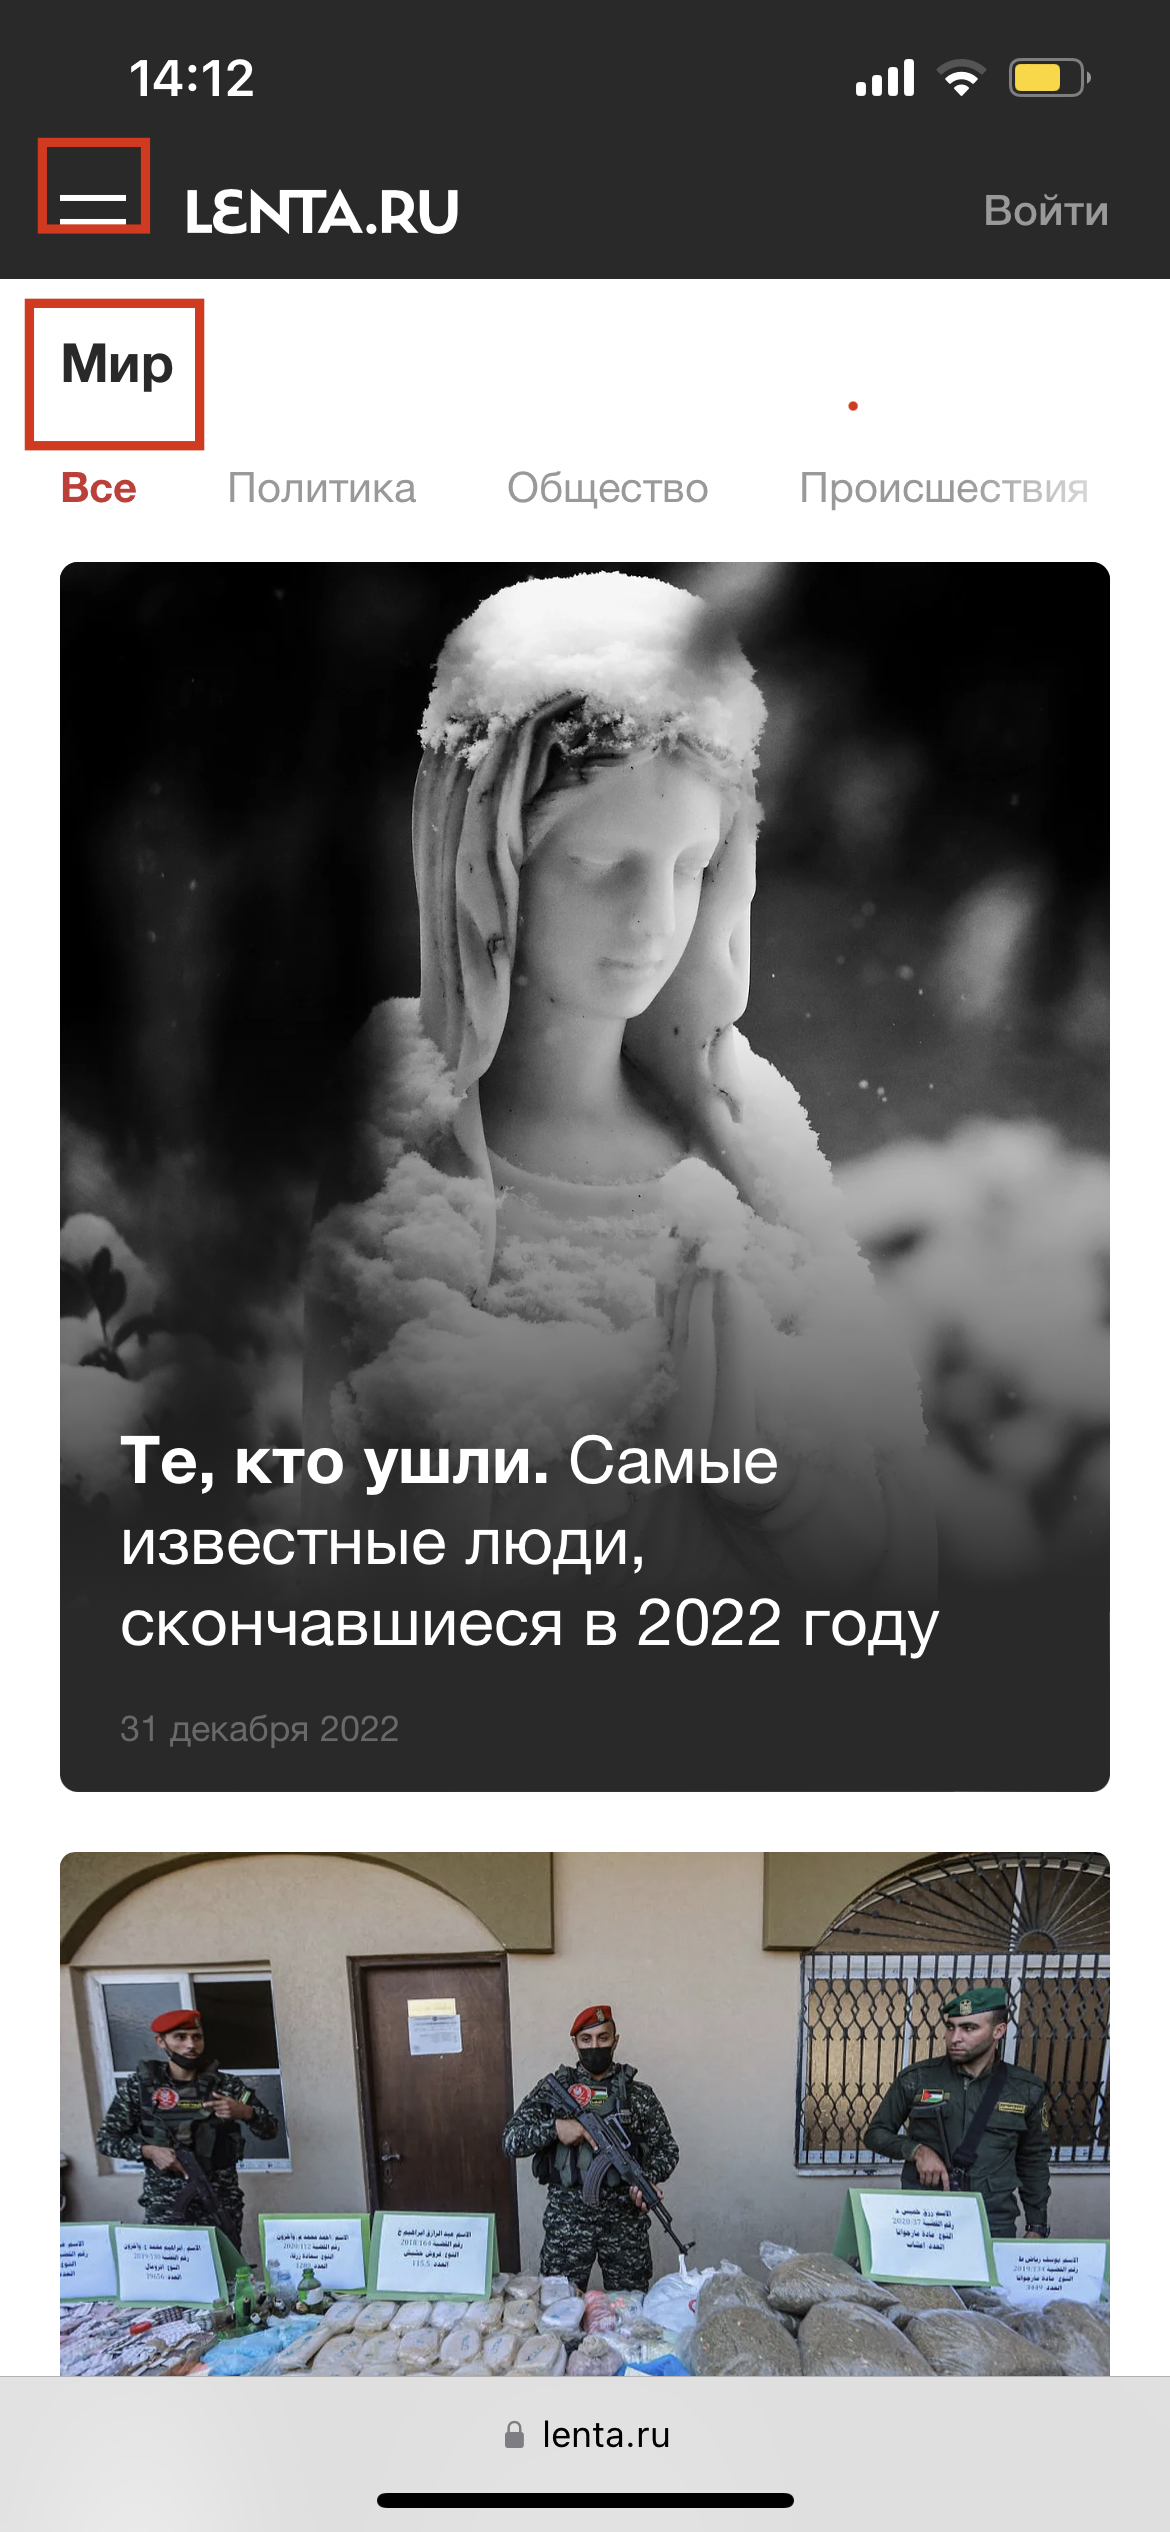 14:12
LENTA.RU
Войти
Мир
Все Политика Общество Происшествия
Те, кто ушли. Самые
известные люди,
скончавшиеся в 2022 году
31 декабря 2022
lenta.ru